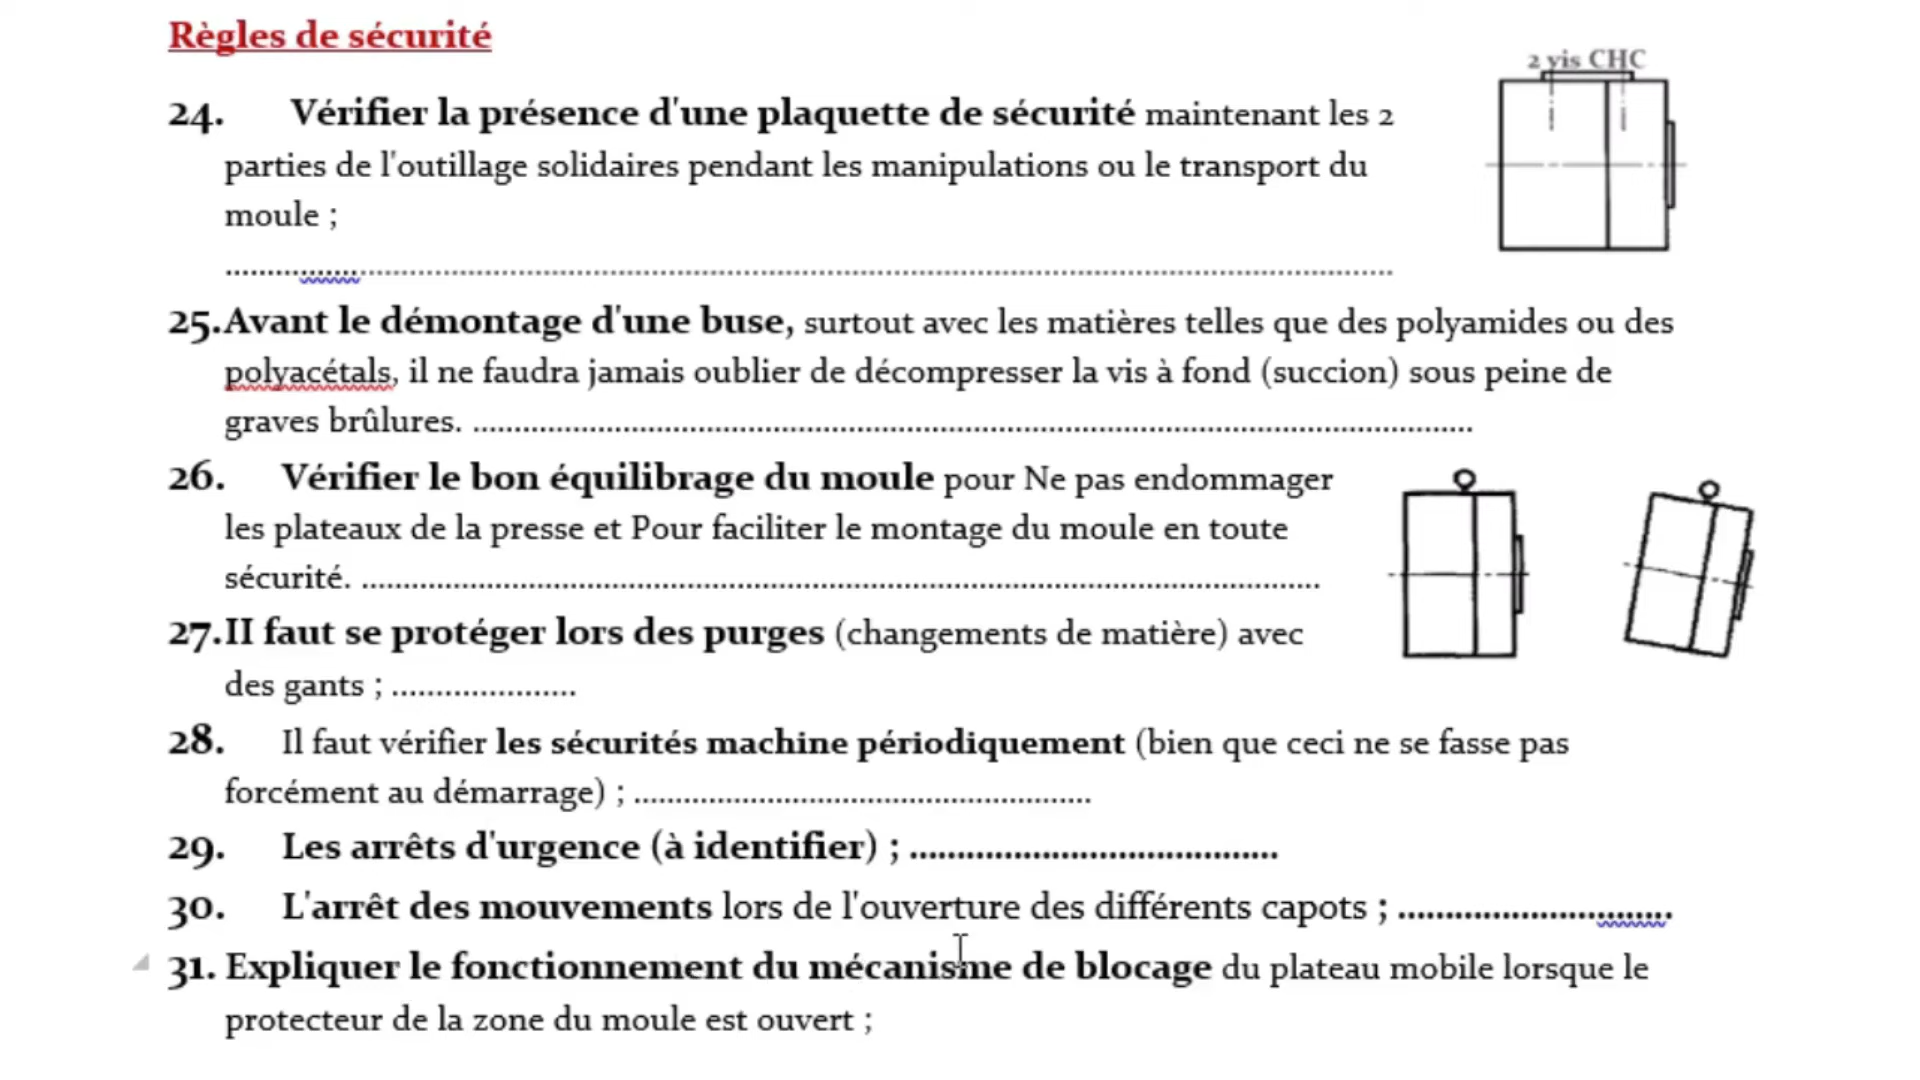 Règles de sécurité
2 vis CHC
24. Vérifier la présence d'une plaquette de sécurité maintenant les 2
parties de l'outillage solidaires pendant les manipulations ou le transport du
moule ;
................................................................................................................................
25.Avant le démontage d'une buse, surtout avec les matières telles que des polyamides ou des
polyacétals, il ne faudra jamais oublier de décompresser la vis à fond (succion) sous peine de
graves brûlures. ........................................................................................................................
26. Vérifier le bon équilibrage du moule pour Ne pas endommager
les plateaux de la presse et Pour faciliter le montage du moule en toute
sécurité. ...................................................................................................................
27.II faut se protéger lors des purges (changements de matière) avec
des gants ; ......................
28. Il faut vérifier les sécurités machine périodiquement (bien que ceci ne se fasse pas
forcément au démarrage) ; .......................................................
29. Les arrêts d'urgence (à identifier) ; .......................................
30. L'arrêt des mouvements lors de l'ouverture des différents capots ; .............................
31. Expliquer le fonctionnement du mécanisme de blocage du plateau mobile lorsque le
protecteur de la zone du moule est ouvert ;